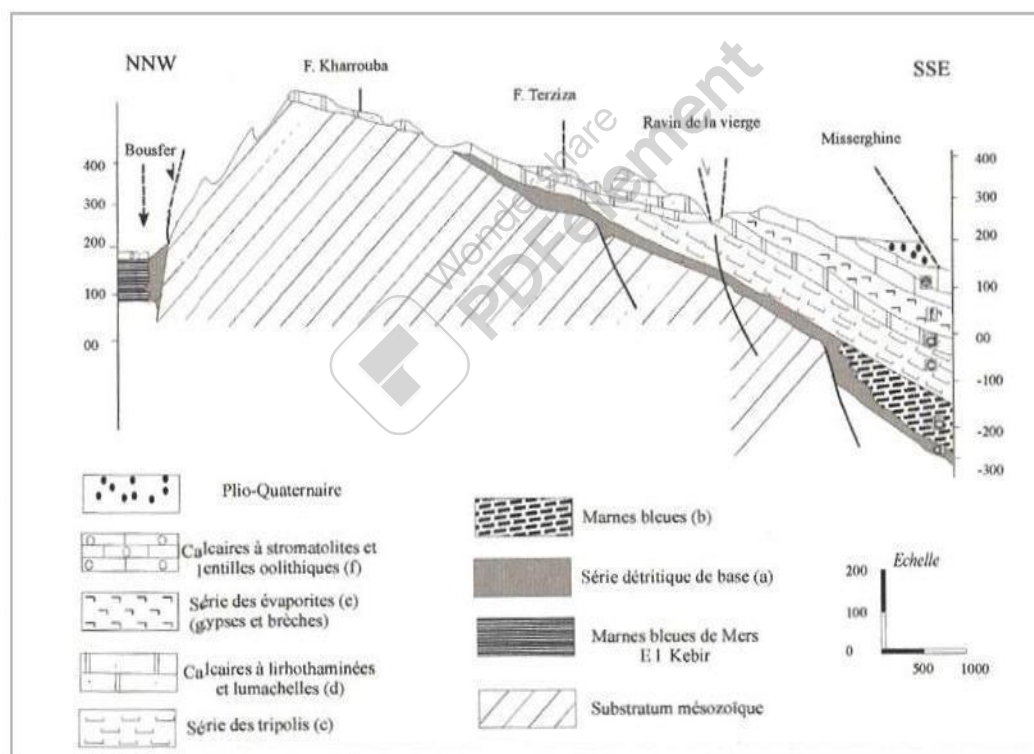 NNW
SSE
F. Kharrouba
F. Terziza
Ravin de la vierge
Misserghine
Bousfer
400
300
200
100
00
400
300
200
100
00
-100
-200
-300
Wondershare
PDFelement
Plio-Quaternaire
Calcaires à stromatolites et
lentilles oolithiques (f)
Série des évaporites (e)
(gypses et brèches)
Calcaires à lirhothaminées
et lumachelles (d)
Série des tripolis (c)
Marnes bleues (b)
Série détritique de base (a)
Marnes bleues de Mers
El Kebir
Substratum mésozoïque
Echelle
200
100
0
500
1000